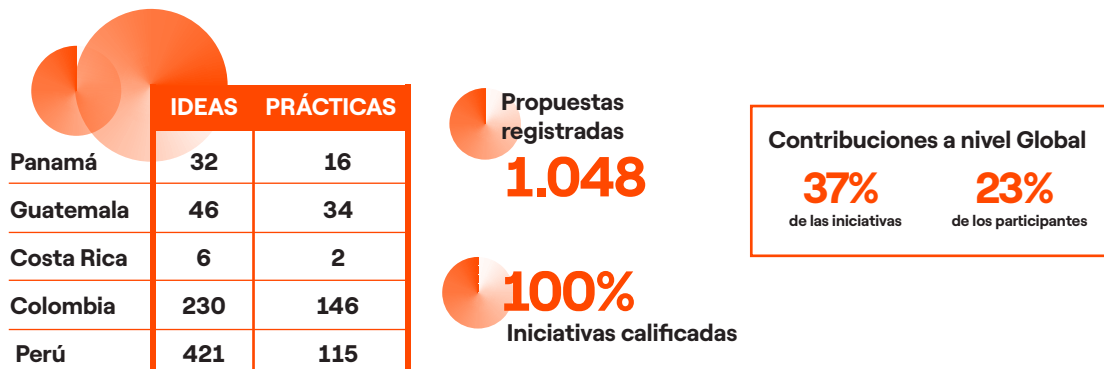 IDEAS PRÁCTICAS
Panamá 32 16
Guatemala 46 34
Costa Rica 6 2
Colombia 230 146
Perú 421 115
Propuestas
registradas
1.048
100%
Iniciativas calificadas
Contribuciones a nivel Global
37% 23%
de las iniciativas de los participantes